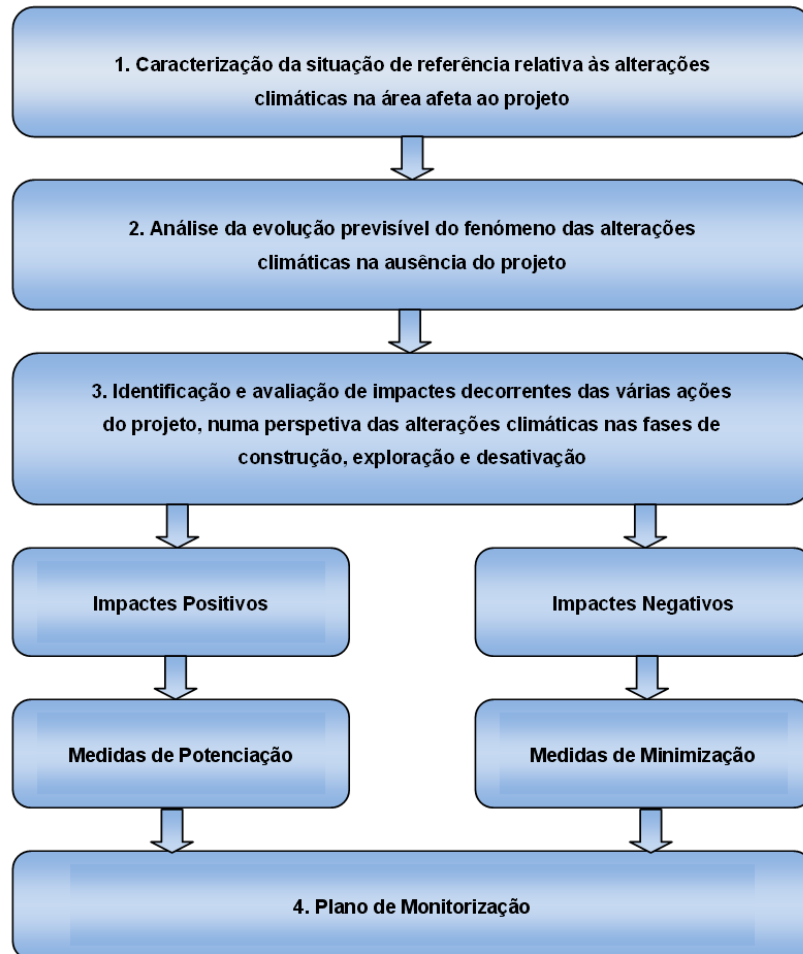 1. Caracterização da situação de referência relativa às alterações
climáticas na área afeta ao projeto
2. Análise da evolução previsível do fenómeno das alterações
climáticas na ausência do projeto
3. Identificação e avaliação de impactes decorrentes das várias ações
do projeto, numa perspetiva das alterações climáticas nas fases de
construção, exploração e desativação
Impactes Positivos
Impactes Negativos
Medidas de Potenciação
Medidas de Minimização
4. Plano de Monitorização